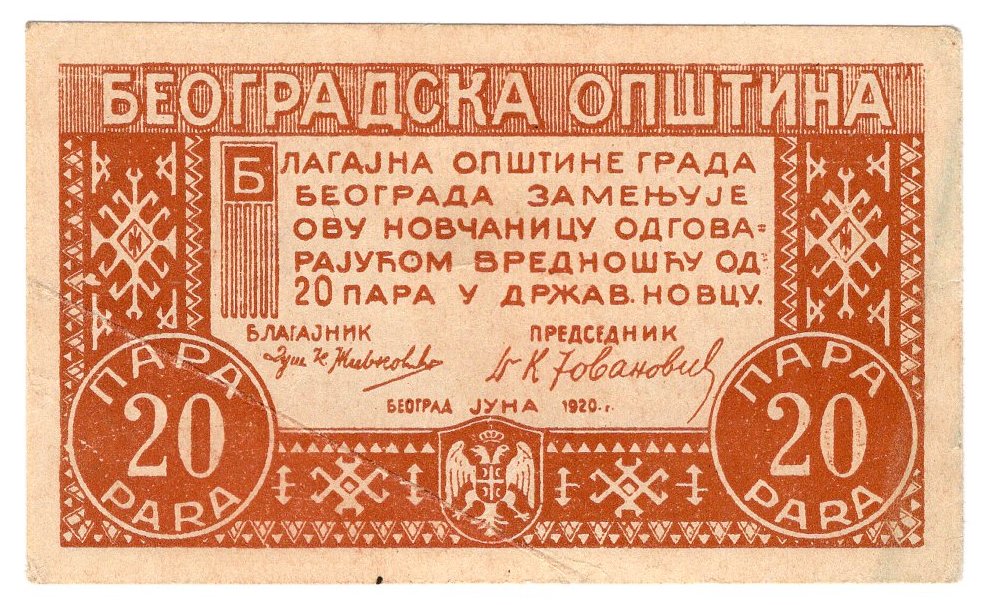 БЕОГРАДСКА ОПШТИНА
БЛАГАЈНА ОПШТИНЕ ГРАДА
БЕОГРАДА ЗАМЕЊУЈЕ
ОВУ НОВЧАНИЦУ ОДГОВА=
РАЈУЋОМ ВРЕДНОШЋУ ОД
20 ПАРА У ДРЖАВ. НОВЦУ.
БЛАГАЈНИК ПРЕДСЕДНИК
К. Живковић К Јовановић
БЕОГРАД ЈУНА 1920. г.
ПАРА
20
PARA
ПАРА
20
PARA